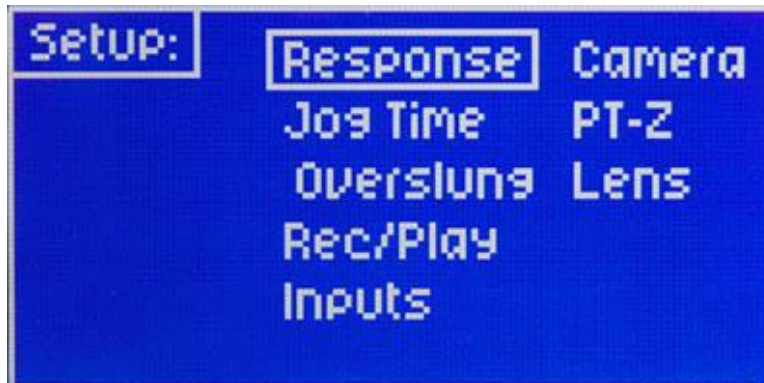 Setup:
Response Camera
Jog Time PT-Z
Overslung Lens
Rec/Play
Inputs